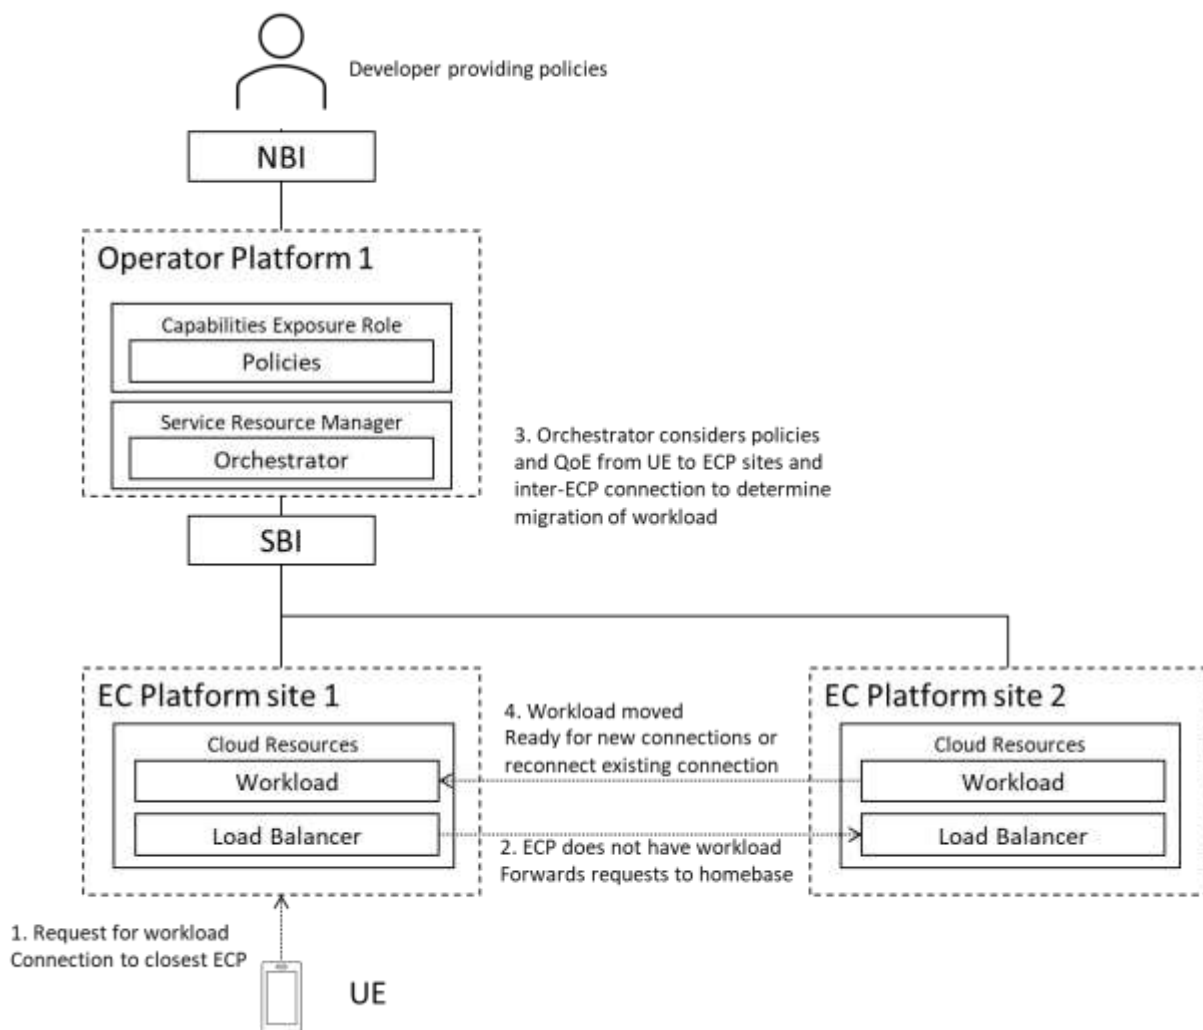 Developer providing policies
NBI
Operator Platform 1
Capabilities Exposure Role
Policies
Service Resource Manager
Orchestrator
3. Orchestrator considers policies
and QoE from UE to ECP sites and
inter-ECP connection to determine
migration of workload
SBI
EC Platform site 1
Cloud Resources
Workload
Load Balancer
4. Workload moved
Ready for new connections or
reconnect existing connection
2. ECP does not have workload
Forwards requests to homebase
EC Platform site 2
Cloud Resources
Workload
Load Balancer
1. Request for workload
Connection to closest ECP
UE